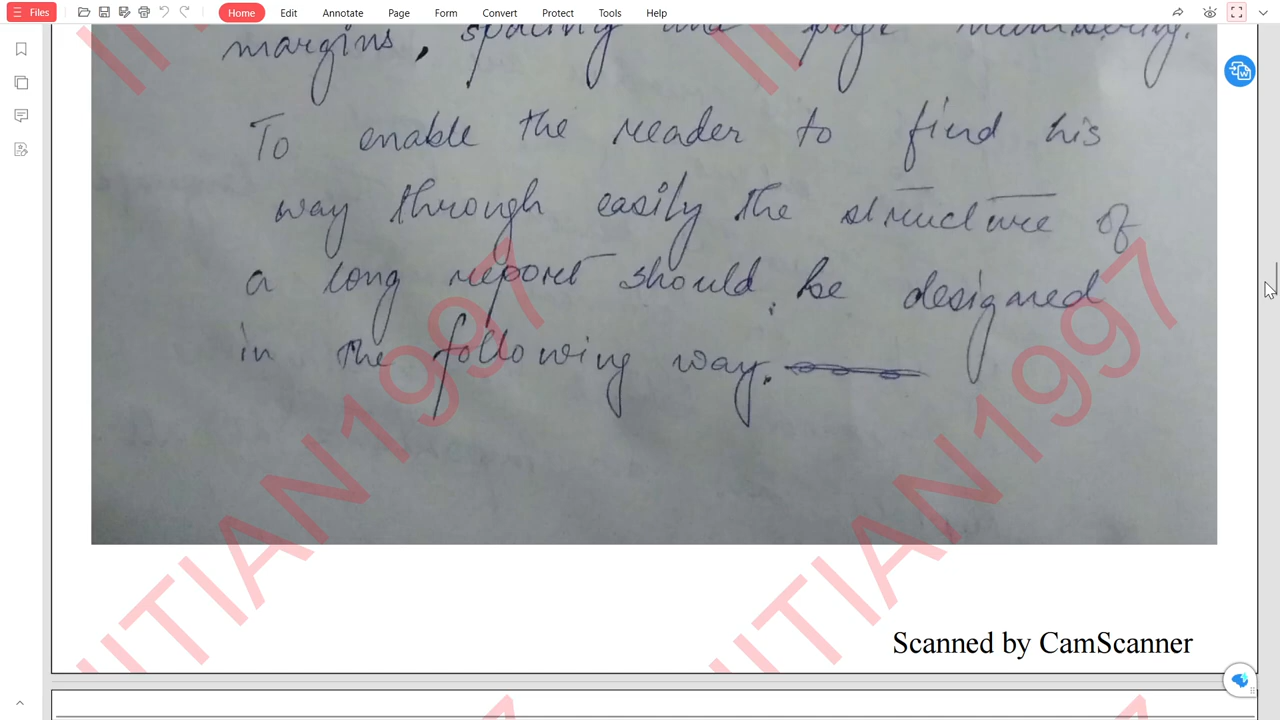 Files
Home
Edit
Annotate
Page
Form
Convert
Protect
Tools
Help
margins, spacing and page numbering.
To enable the reader to find his
way through easily the structure of
a long report should be designed
in the following way.
IITIAN1997
IITIAN1997
Scanned by CamScanner